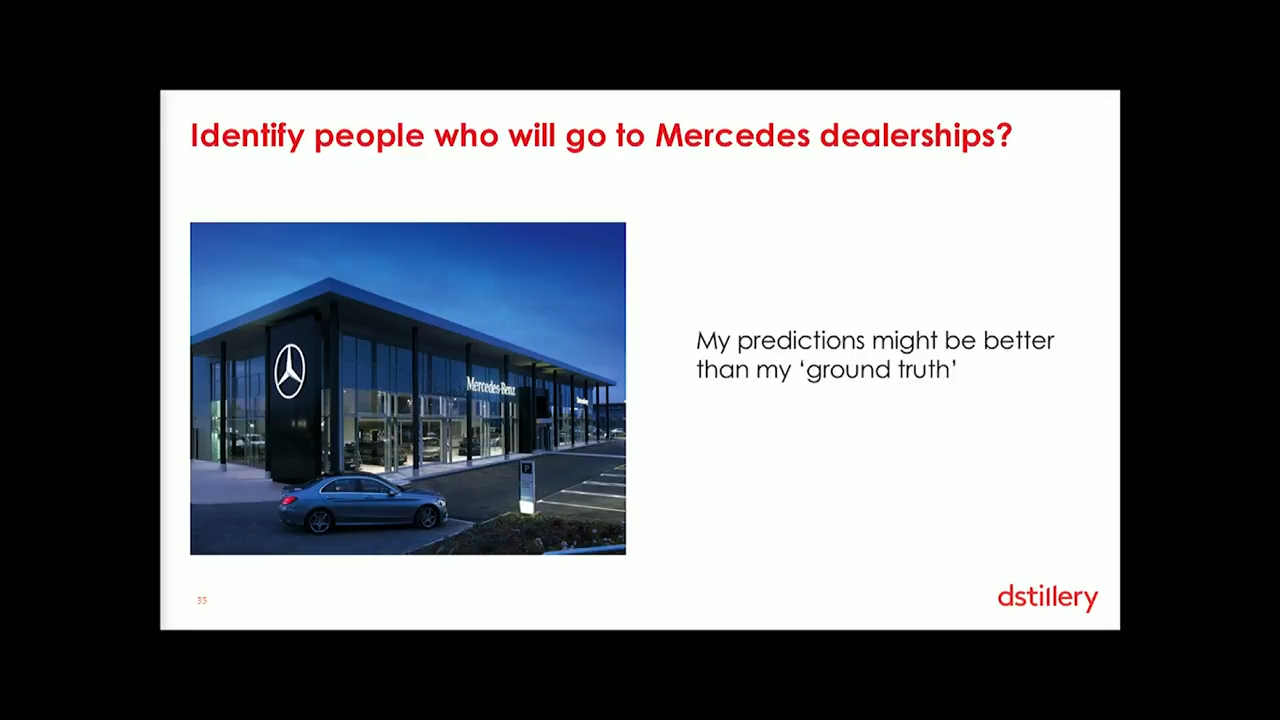 Identify people who will go to Mercedes dealerships?
Mercedes-Benz
P
My predictions might be better
than my ‘ground truth’
35
dstillery